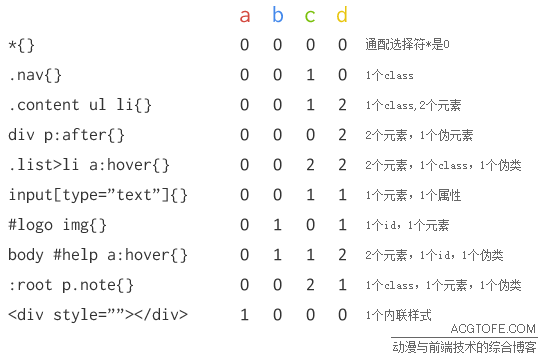 a b c d
*{} 0 0 0 0 通配选择符*是0
.nav{} 0 0 1 0 1个class
.content ul li{} 0 0 1 2 1个class,2个元素
div p:after{} 0 0 0 2 2个元素，1个伪元素
.list>li a:hover{} 0 0 2 2 2个元素，1个class，1个伪类
input[type=”text”]{} 0 0 1 1 1个元素，1个属性
#logo img{} 0 1 0 1 1个id，1个元素
body #help a:hover{} 0 1 1 2 2个元素，1个id，1个伪类
:root p.note{} 0 0 2 1 1个class，1个元素，1个伪类
<div style=””></div> 1 0 0 0 1个内联样式
ACGTOFE.COM
动漫与前端技术的综合博客